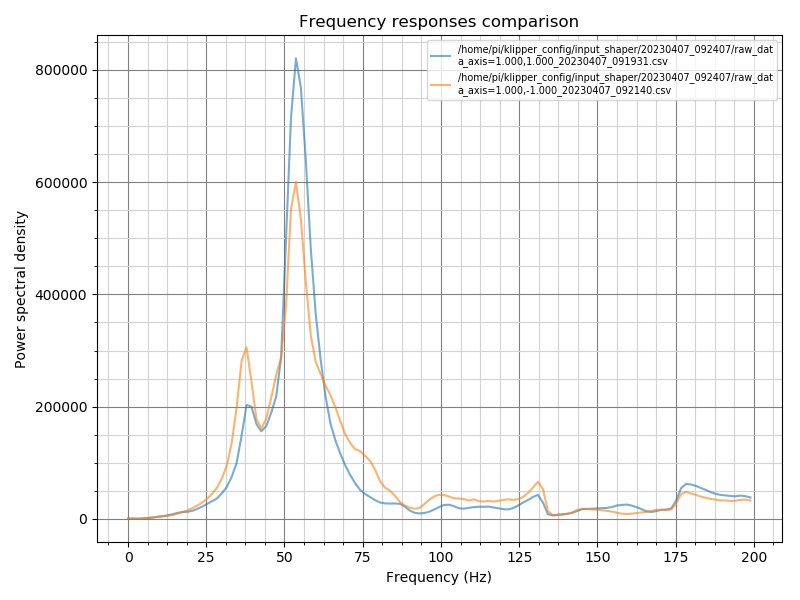 Frequency responses comparison
/home/pi/klipper_config/input_shaper/20230407_092407/raw_dat
a_axis=1.000,1.000_20230407_091931.csv
/home/pi/klipper_config/input_shaper/20230407_092407/raw_dat
a_axis=1.000,-1.000_20230407_092140.csv
800000
600000
400000
200000
0
Power spectral density
0 25 50 75 100 125 150 175 200
Frequency (Hz)